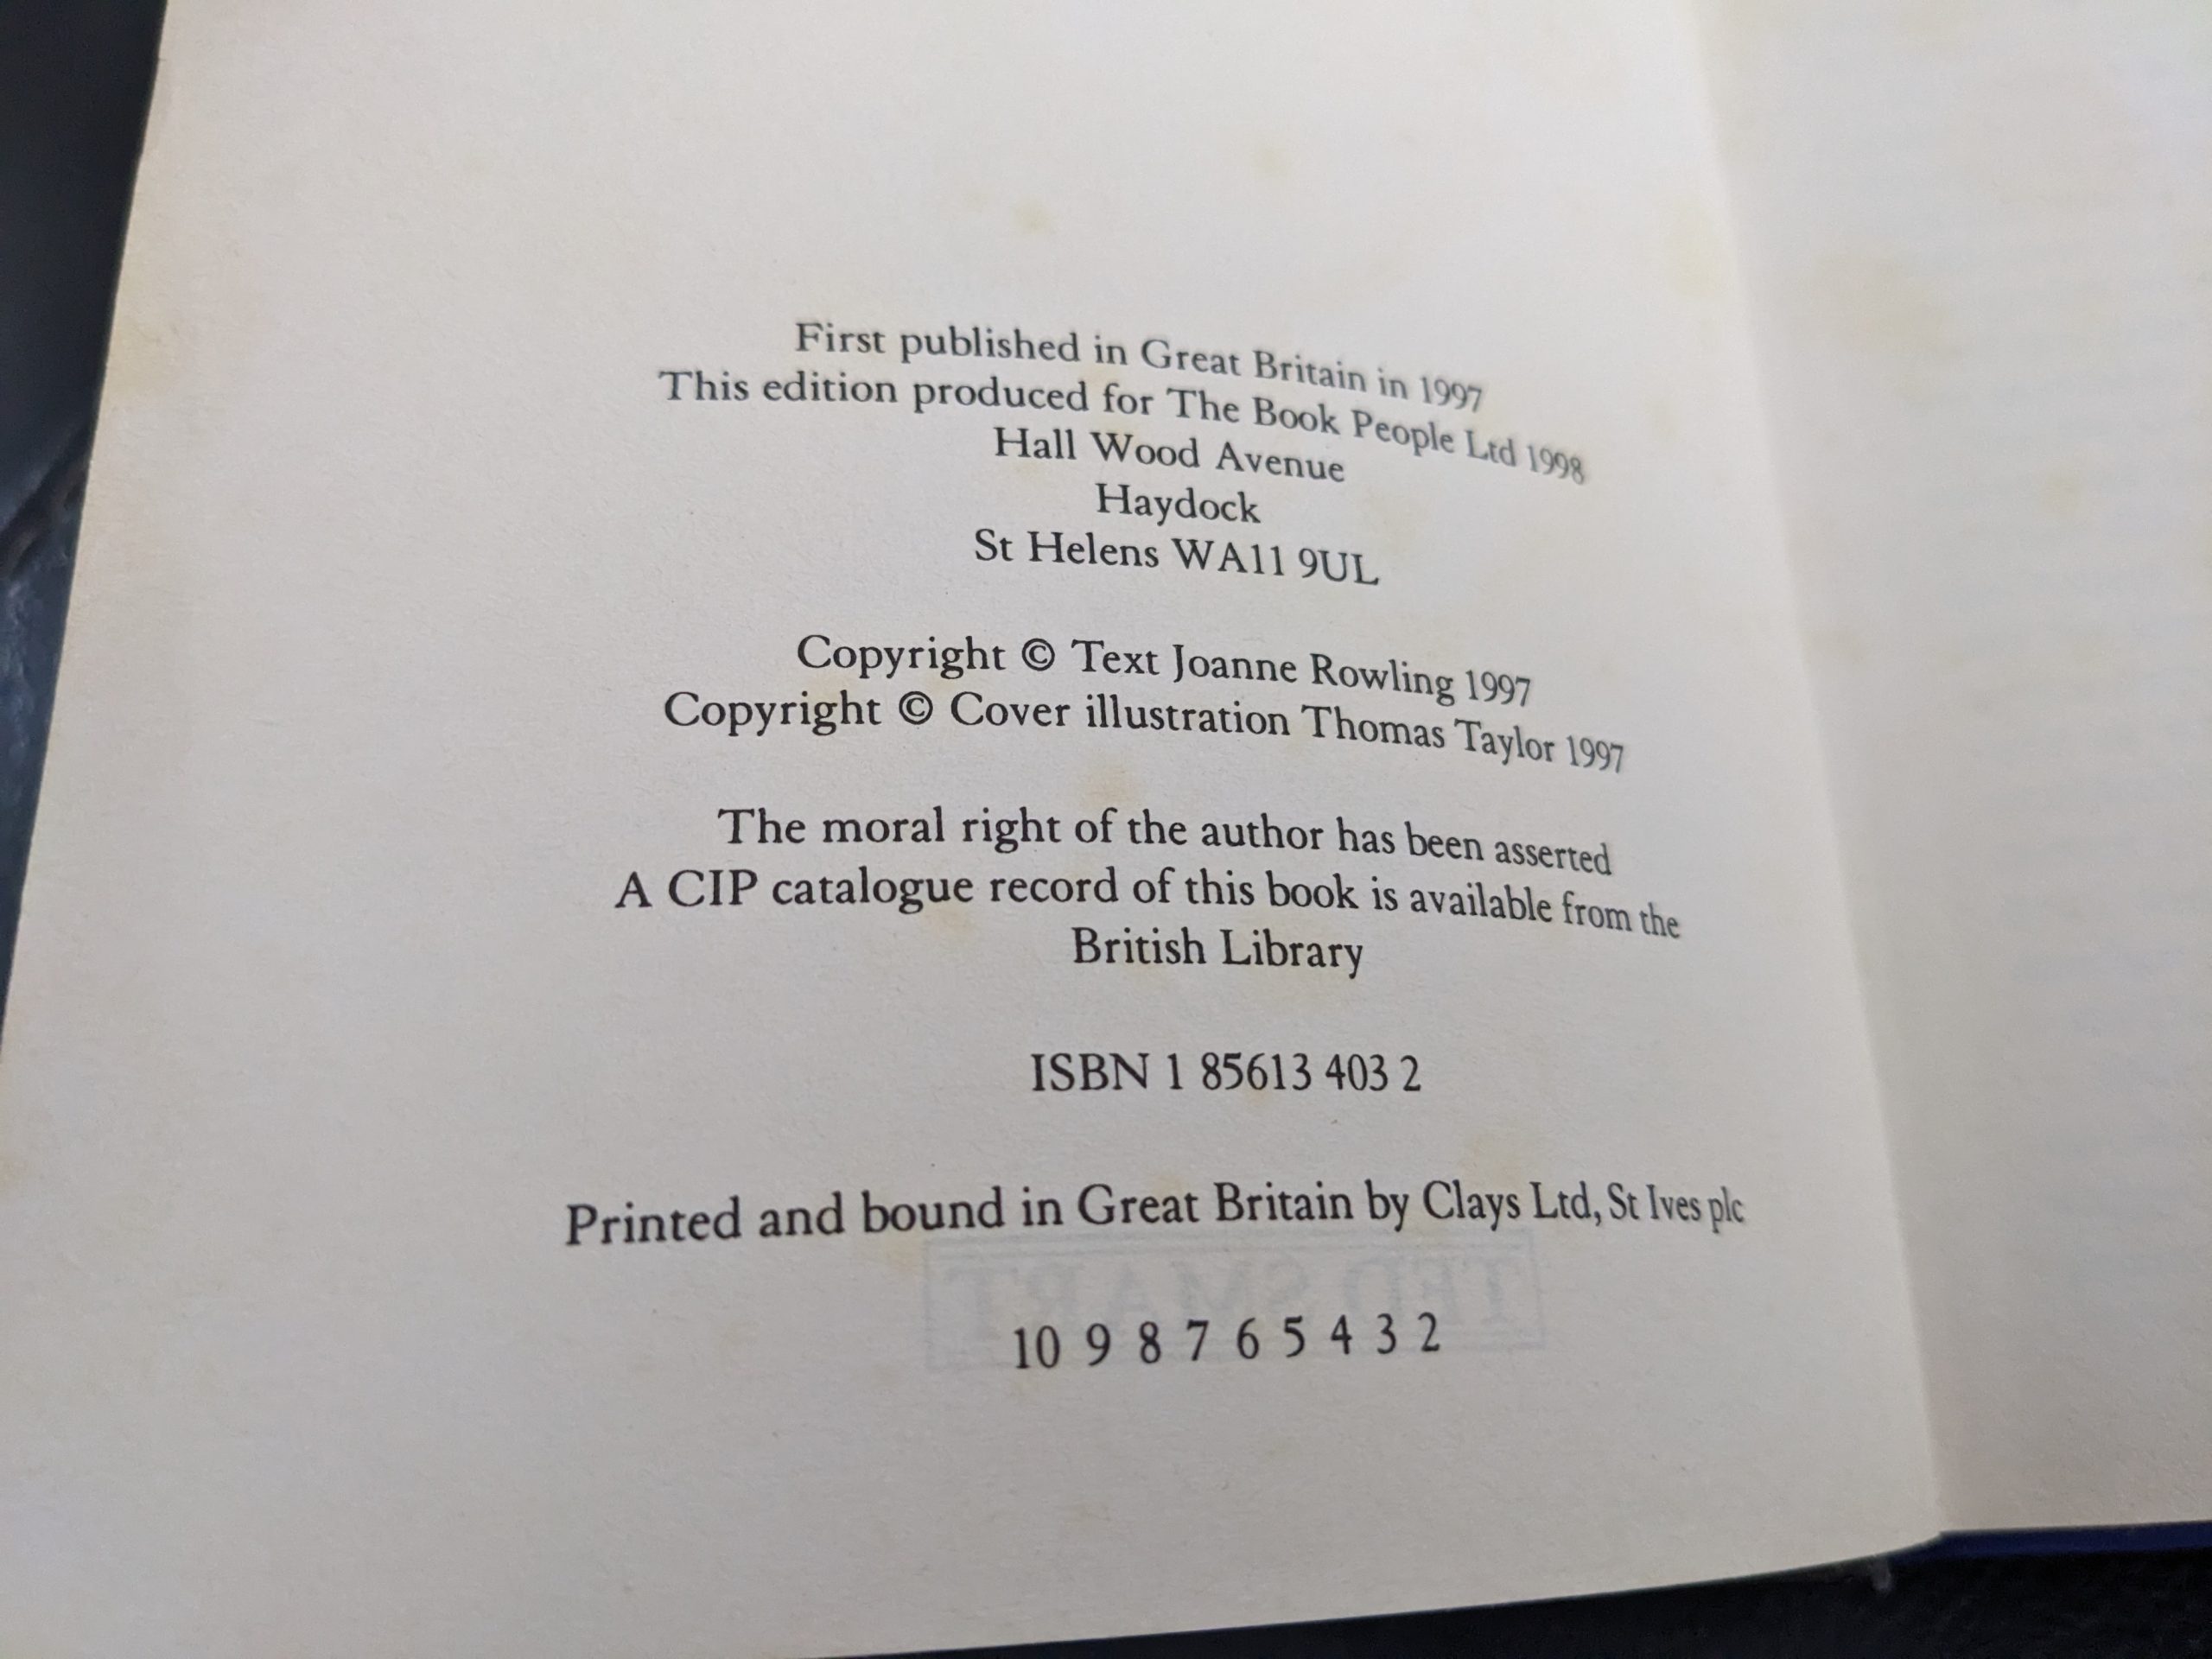 First published in Great Britain in 1997
This edition produced for The Book People Ltd 1998
Hall Wood Avenue
Haydock
St Helens WA11 9UL
Copyright © Text Joanne Rowling 1997
Copyright © Cover illustration Thomas Taylor 1997
The moral right of the author has been asserted
A CIP catalogue record of this book is available from the
British Library
ISBN 1 85613 403 2
Printed and bound in Great Britain by Clays Ltd, St Ives plc
TED SMART
10 9 8 7 6 5 4 3 2